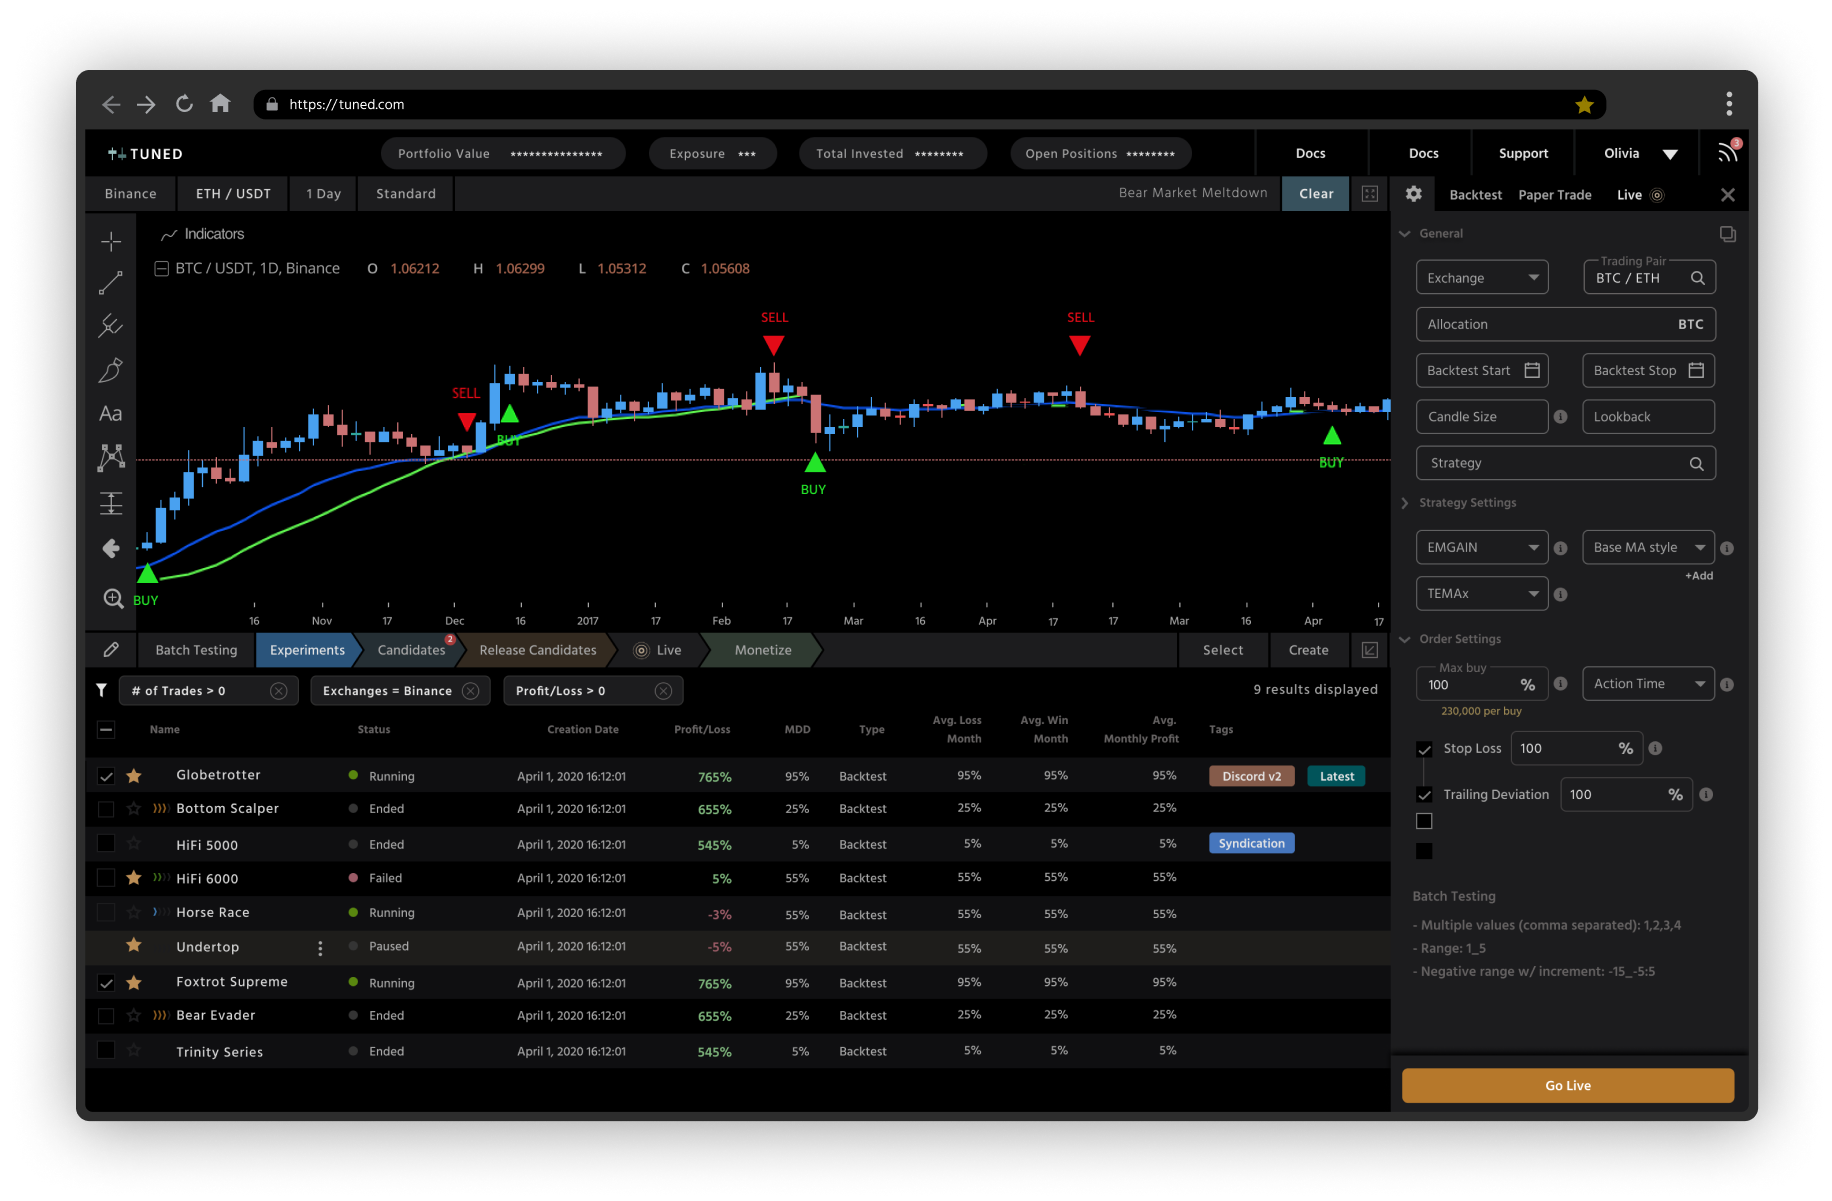 https://tuned.com
TUNED
Portfolio Value ***************
Exposure ***
Total Invested ********
Open Positions ********
Docs
Docs
Support
Olivia
3
Binance
ETH / USDT
1 Day
Standard
Bear Market Meltdown
Clear
Backtest
Paper Trade
Live
Indicators
BTC / USDT, 1D, Binance O 1.06212 H 1.06299 L 1.05312 C 1.05608
Aa
SELL
SELL
SELL
BUY
BUY
BUY
BUY
16 Nov 17 Dec 16 2017 17 Feb 17 Mar 16 Apr 17 17 Mar 16 Apr 17
General
Exchange
Trading Pair
BTC / ETH
Allocation BTC
Backtest Start
Backtest Stop
Candle Size
Lookback
Strategy
Strategy Settings
EMGAIN
Base MA style
+Add
TEMAx
Order Settings
Max buy
100 %
Action Time
230,000 per buy
Stop Loss 100 %
Trailing Deviation 100 %
Batch Testing
- Multiple values (comma separated): 1,2,3,4
- Range: 1_5
- Negative range w/ increment: -15_-5:5
Go Live
Batch Testing
Experiments
Candidates
2
Release Candidates
Live
Monetize
Select
Create
# of Trades > 0
Exchanges = Binance
Profit/Loss > 0
9 results displayed
Name Status Creation Date Profit/Loss MDD Type Avg. Loss Month Avg. Win Month Avg. Monthly Profit Tags
Globetrotter Running April 1, 2020 16:12:01 765% 95% Backtest 95% 95% 95% Discord v2 Latest
Bottom Scalper Ended April 1, 2020 16:12:01 655% 25% Backtest 25% 25% 25%
HiFi 5000 Ended April 1, 2020 16:12:01 545% 5% Backtest 5% 5% 5% Syndication
HiFi 6000 Failed April 1, 2020 16:12:01 5% 55% Backtest 55% 55% 55%
Horse Race Running April 1, 2020 16:12:01 -3% 55% Backtest 55% 55% 55%
Undertop Paused April 1, 2020 16:12:01 -5% 55% Backtest 55% 55% 55%
Foxtrot Supreme Running April 1, 2020 16:12:01 765% 95% Backtest 95% 95% 95%
Bear Evader Ended April 1, 2020 16:12:01 655% 25% Backtest 25% 25% 25%
Trinity Series Ended April 1, 2020 16:12:01 545% 5% Backtest 5% 5% 5%